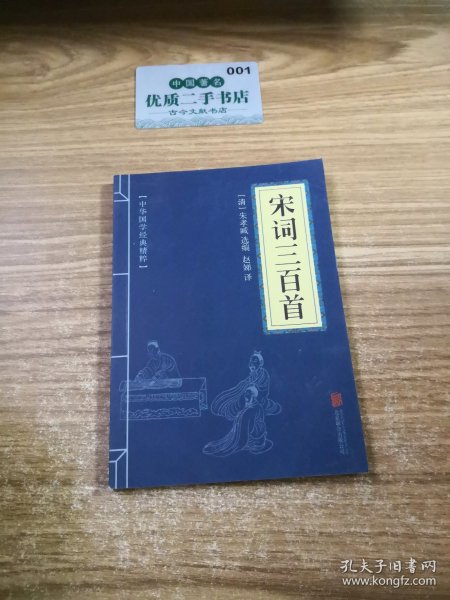 001
中国著名
优质二手书店
古今文献书店
宋词三百首
[清]朱孝臧 选编 赵娣 译
【中华国学经典精粹】
孔夫子旧书网
www.kongfz.com